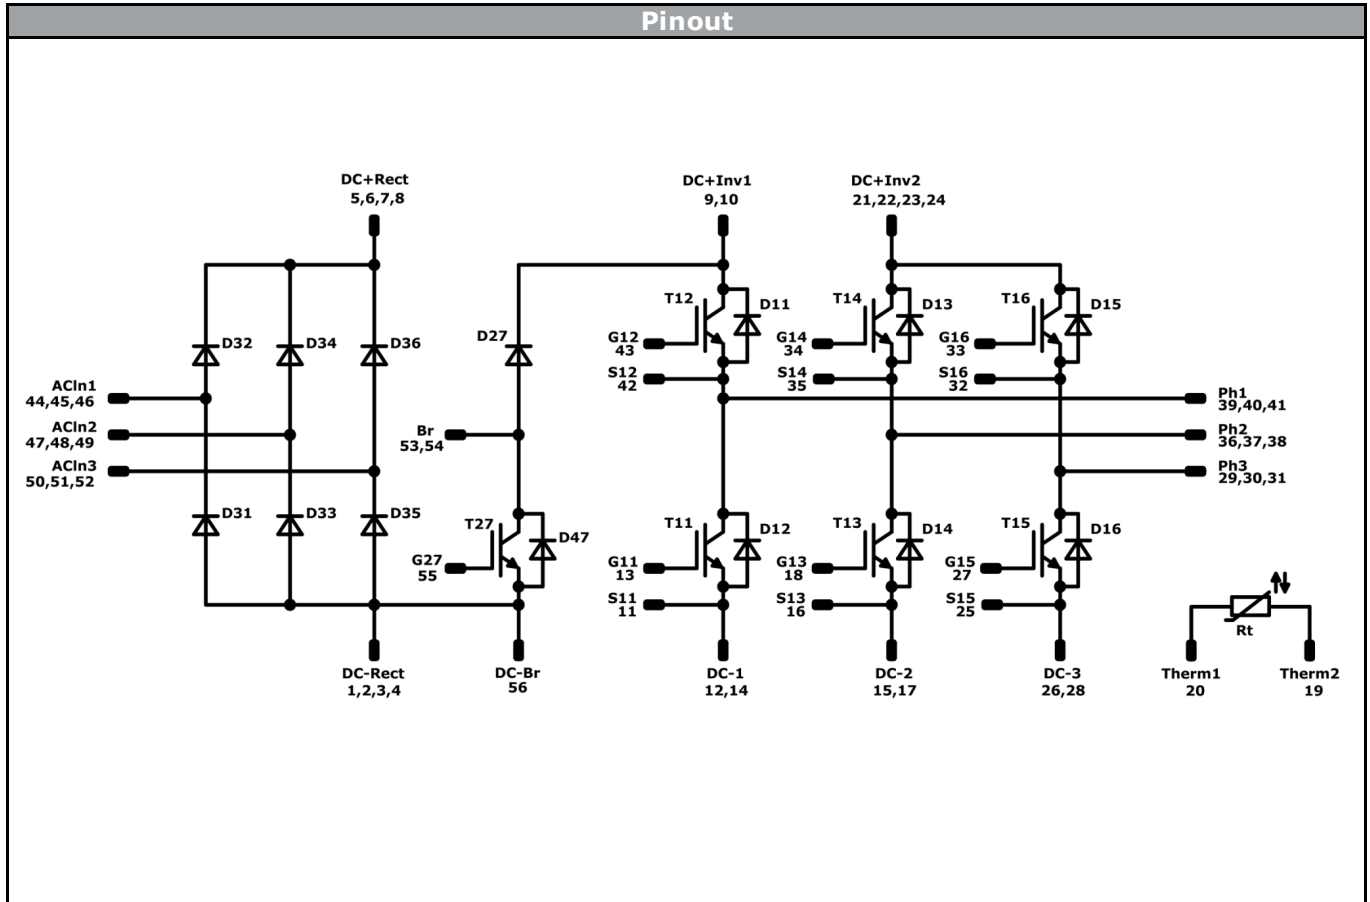 Pinout
DC+Rect
5,6,7,8
DC+Inv1
9,10
DC+Inv2
21,22,23,24
T12
D11
T14
D13
T16
D15
D32
D34
D36
D27
G12
43
G14
34
G16
33
S12
42
S14
35
S16
32
ACIn1
44,45,46
Ph1
39,40,41
ACIn2
47,48,49
Br
53,54
Ph2
36,37,38
ACIn3
50,51,52
Ph3
29,30,31
D31
D33
D35
T27
D47
T11
D12
T13
D14
T15
D16
G27
55
G11
13
G13
18
G15
27
S11
11
S13
16
S15
25
Rt
DC-Rect
1,2,3,4
DC-Br
56
DC-1
12,14
DC-2
15,17
DC-3
26,28
Therm1
20
Therm2
19